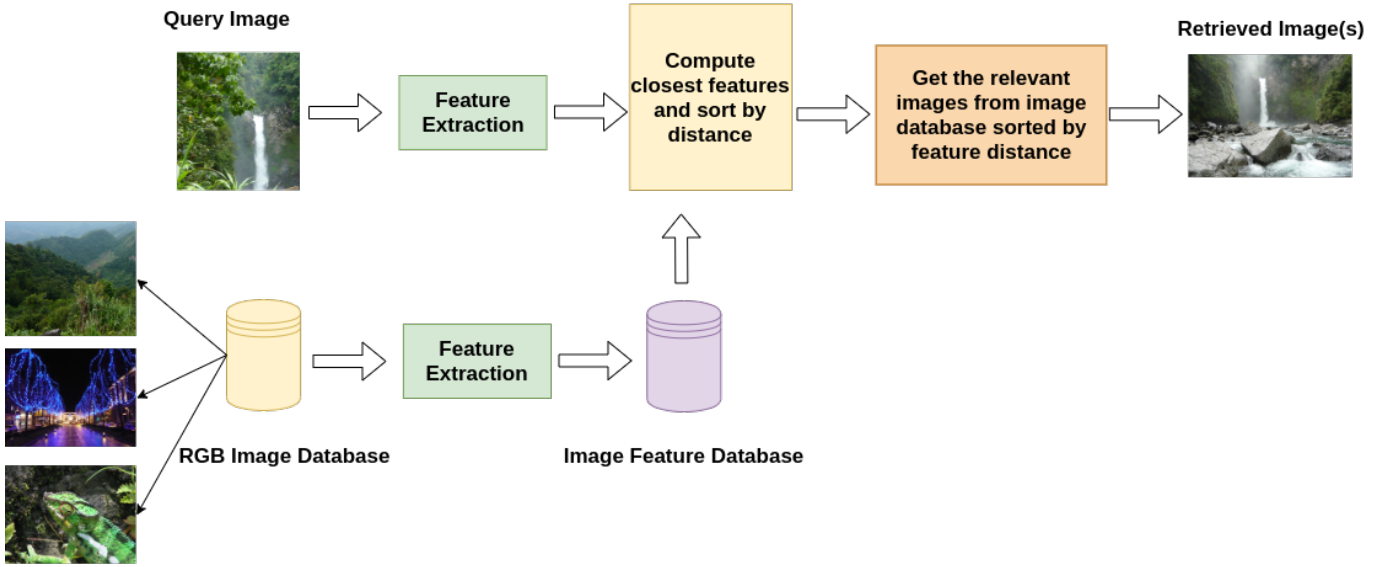 Query Image
Retrieved Image(s)
Feature
Extraction
Compute
closest features
and sort by
distance
Get the relevant
images from image
database sorted by
feature distance
Feature
Extraction
RGB Image Database
Image Feature Database